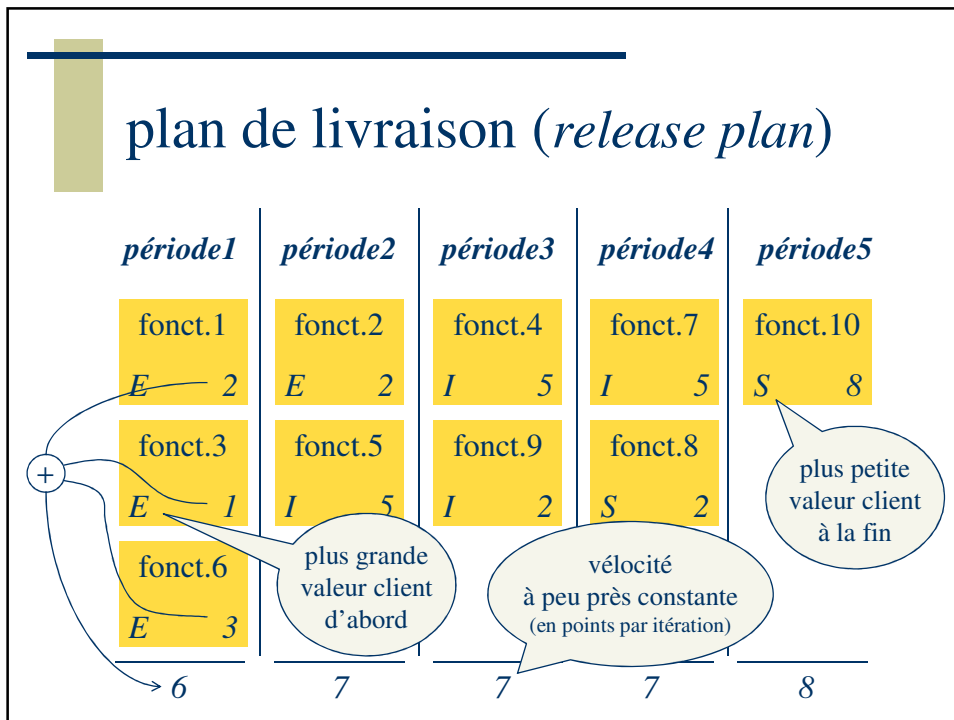 plan de livraison (release plan)
période1 période2 période3 période4 période5
fonct.1 fonct.2 fonct.4 fonct.7 fonct.10
E 2 E 2 I 5 I 5 S 8
fonct.3 fonct.5 fonct.9 fonct.8
E 1 I 5 I 2 S 2
fonct.6
E 3
+
plus grande
valeur client
d'abord
vélocité
à peu près constante
(en points par itération)
plus petite
valeur client
à la fin
6 7 7 7 8